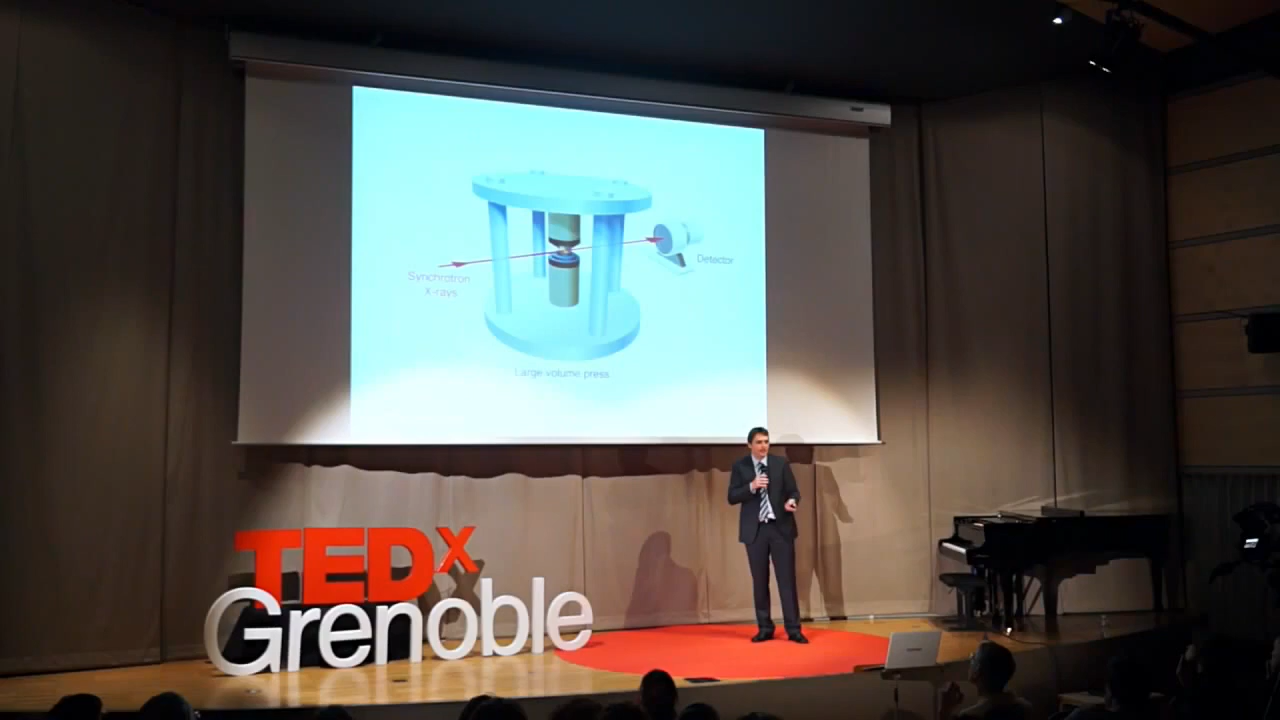 Synchrotron
X-rays
Detector
Large volume press
TEDx
Grenoble